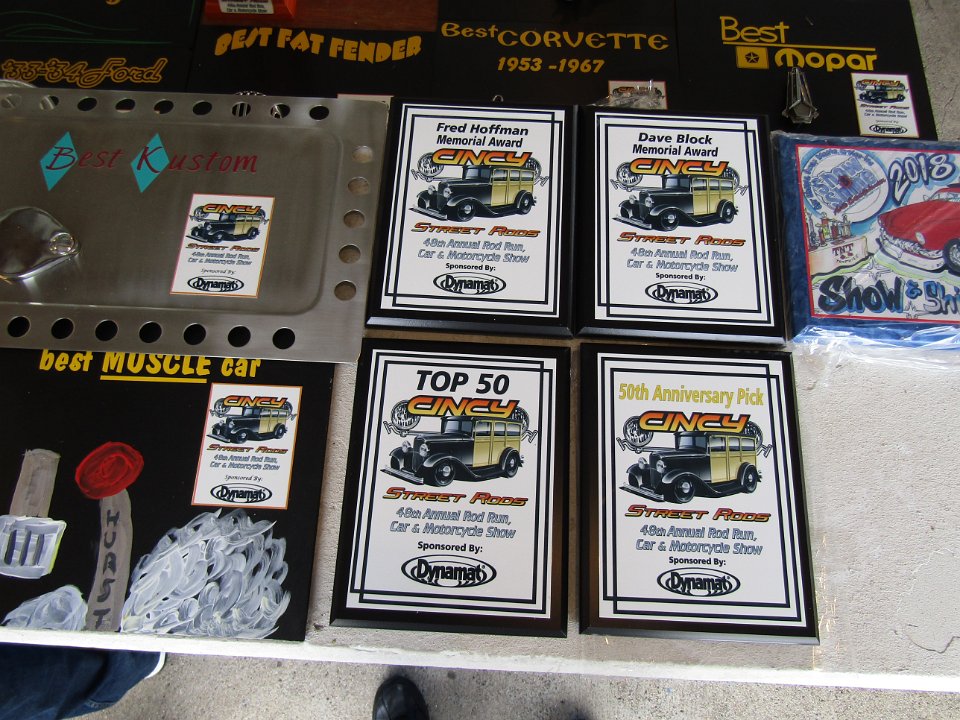 '33-'34 Ford
BEST FAT FENDER
Best CORVETTE
1953-1967
Best
Mopar
Best Kustom
CINCY
STREET RODS
48th Annual Rod Run,
Car & Motorcycle Show
Sponsored By:
Dynamat
Fred Hoffman
Memorial Award
CINCY
STREET RODS
48th Annual Rod Run,
Car & Motorcycle Show
Sponsored By:
Dynamat
Dave Block
Memorial Award
CINCY
STREET RODS
48th Annual Rod Run,
Car & Motorcycle Show
Sponsored By:
Dynamat
2018
TNT
Show & Shi
best MUSCLE car
CINCY
STREET RODS
48th Annual Rod Run,
Car & Motorcycle Show
Sponsored By:
Dynamat
HURST
TOP 50
CINCY
STREET RODS
48th Annual Rod Run,
Car & Motorcycle Show
Sponsored By:
Dynamat
50th Anniversary Pick
CINCY
STREET RODS
48th Annual Rod Run,
Car & Motorcycle Show
Sponsored By:
Dynamat